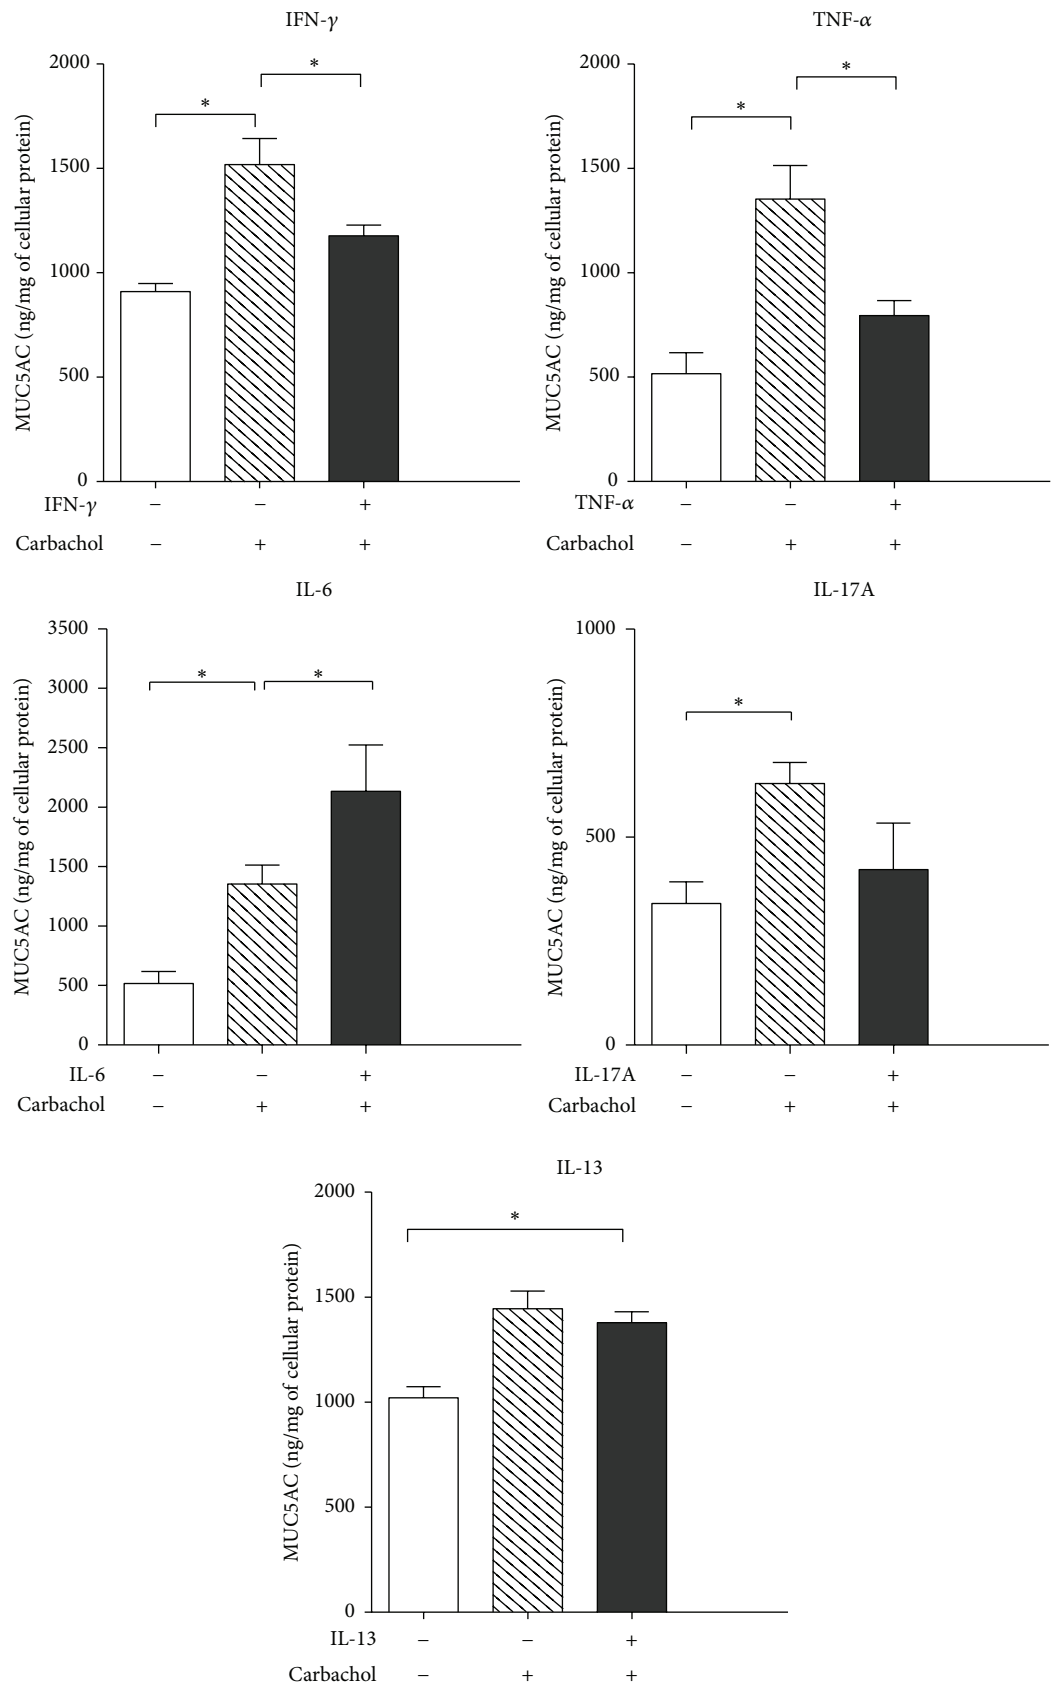 IFN-γ
2000
1500
1000
500
0
MUC5AC (ng/mg of cellular protein)
*
*
IFN-γ − − +
Carbachol − + +
TNF-α
2000
1500
1000
500
0
MUC5AC (ng/mg of cellular protein)
*
*
TNF-α − − +
Carbachol − + +
IL-6
3500
3000
2500
2000
1500
1000
500
0
MUC5AC (ng/mg of cellular protein)
*
*
IL-6 − − +
Carbachol − + +
IL-17A
1000
500
0
MUC5AC (ng/mg of cellular protein)
*
IL-17A − − +
Carbachol − + +
IL-13
2000
1500
1000
500
0
MUC5AC (ng/mg of cellular protein)
*
IL-13 − − +
Carbachol − + +